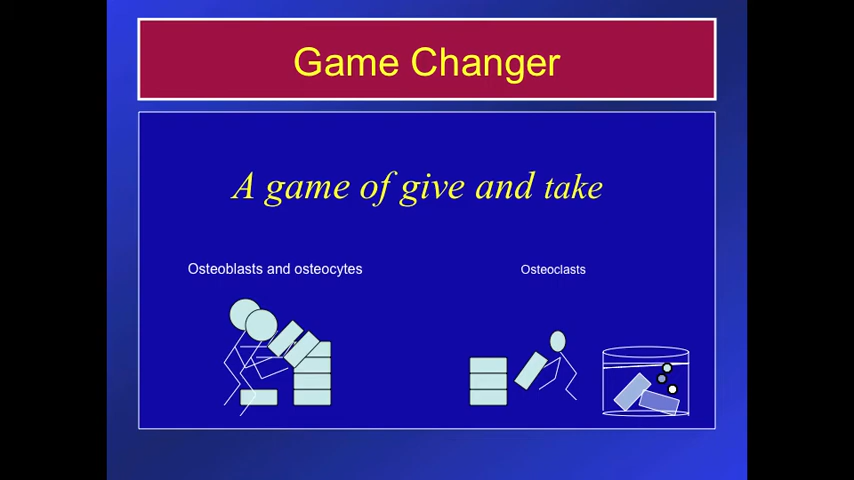 Game Changer
A game of give and take
Osteoblasts and osteocytes
Osteoclasts